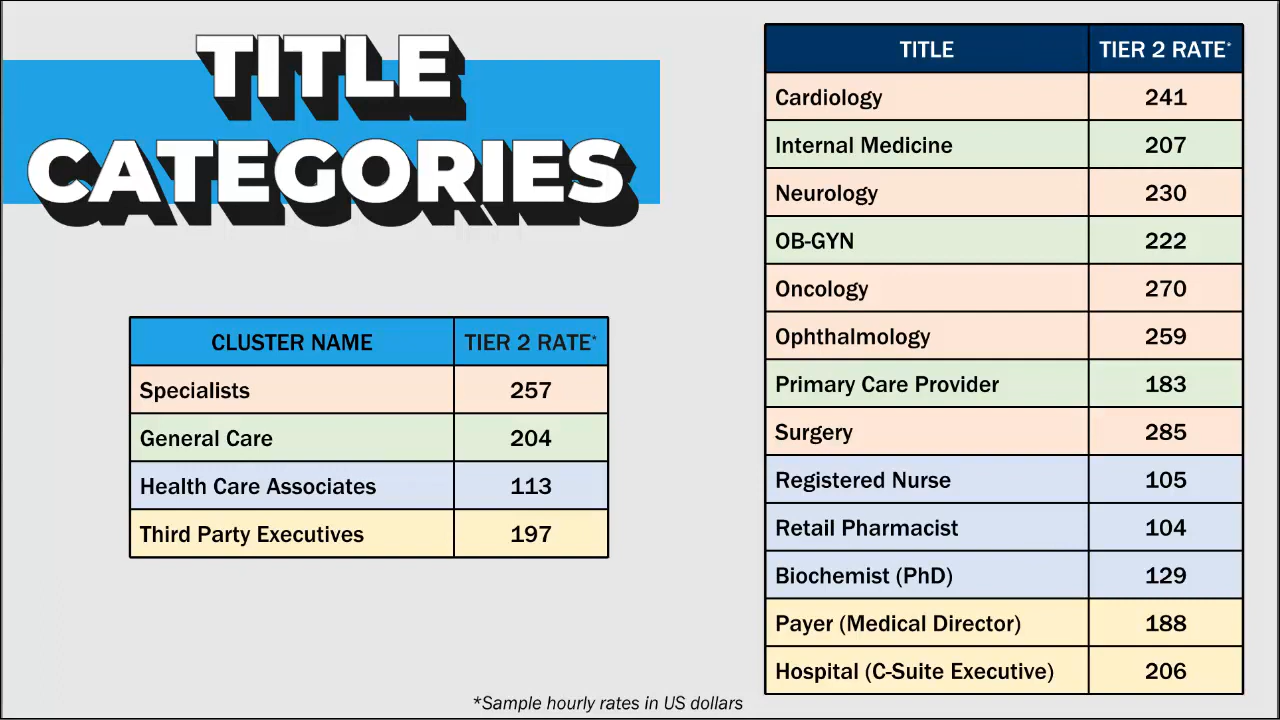 TITLE
CATEGORIES
CLUSTER NAME TIER 2 RATE*
Specialists 257
General Care 204
Health Care Associates 113
Third Party Executives 197
TITLE TIER 2 RATE*
Cardiology 241
Internal Medicine 207
Neurology 230
OB-GYN 222
Oncology 270
Ophthalmology 259
Primary Care Provider 183
Surgery 285
Registered Nurse 105
Retail Pharmacist 104
Biochemist (PhD) 129
Payer (Medical Director) 188
Hospital (C-Suite Executive) 206
*Sample hourly rates in US dollars